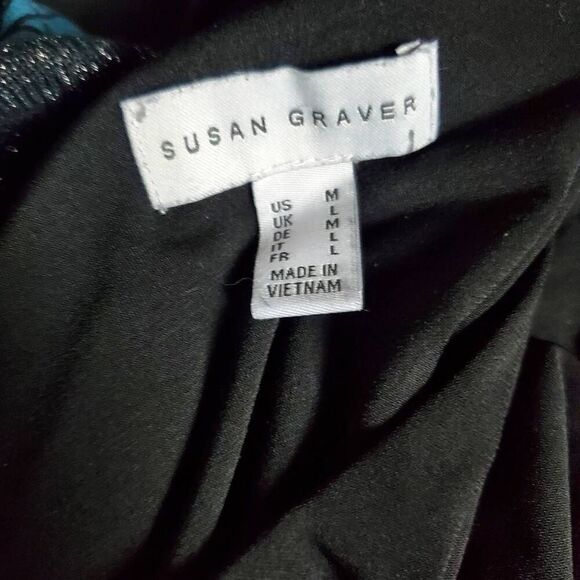 SUSAN GRAVER
US M
UK L
DE M
IT L
FR L
MADE IN
VIETNAM